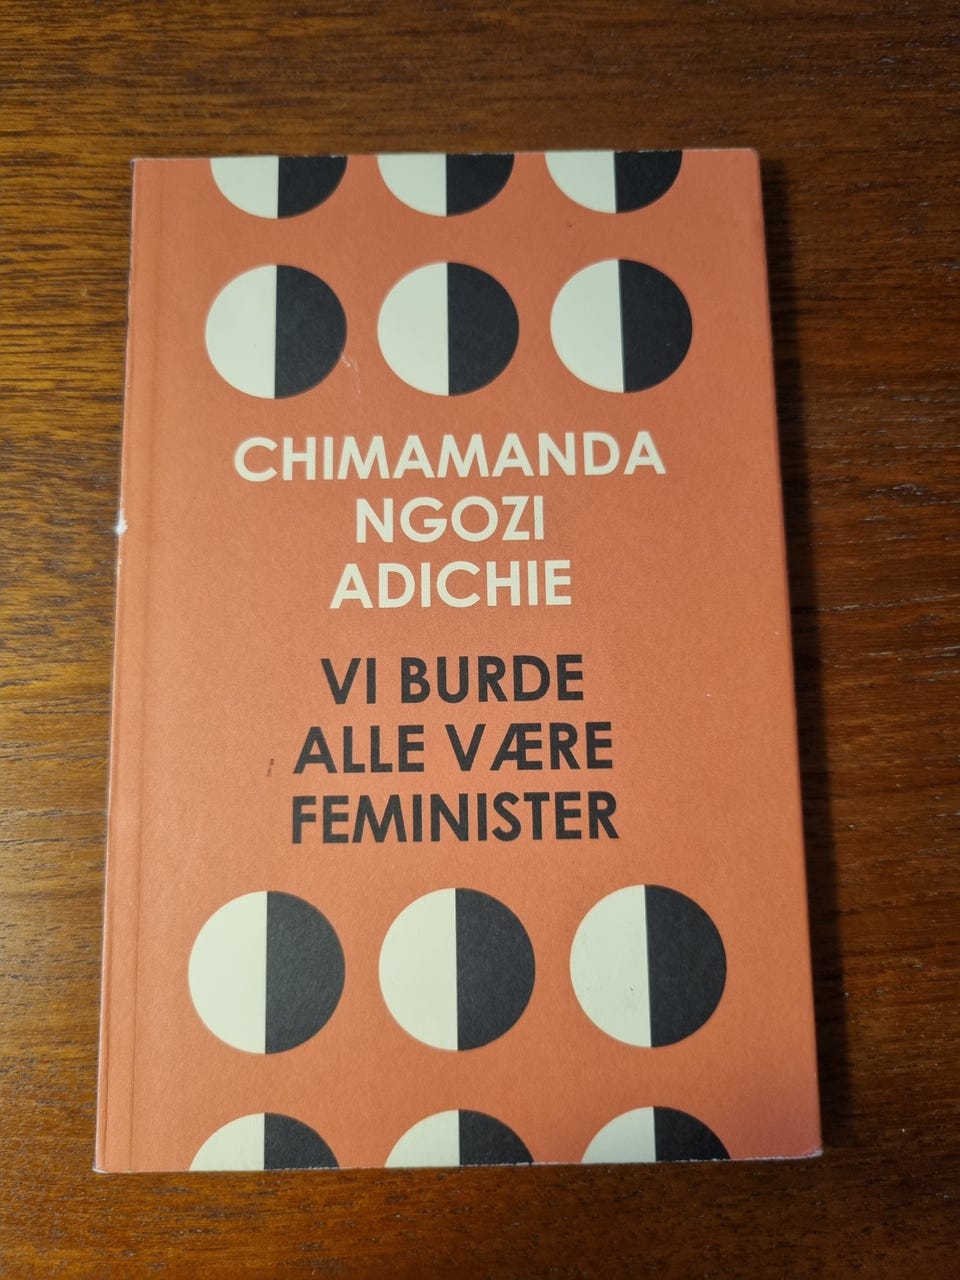 CHIMAMANDA
NGOZI
ADICHIE
VI BURDE
ALLE VÆRE
FEMINISTER